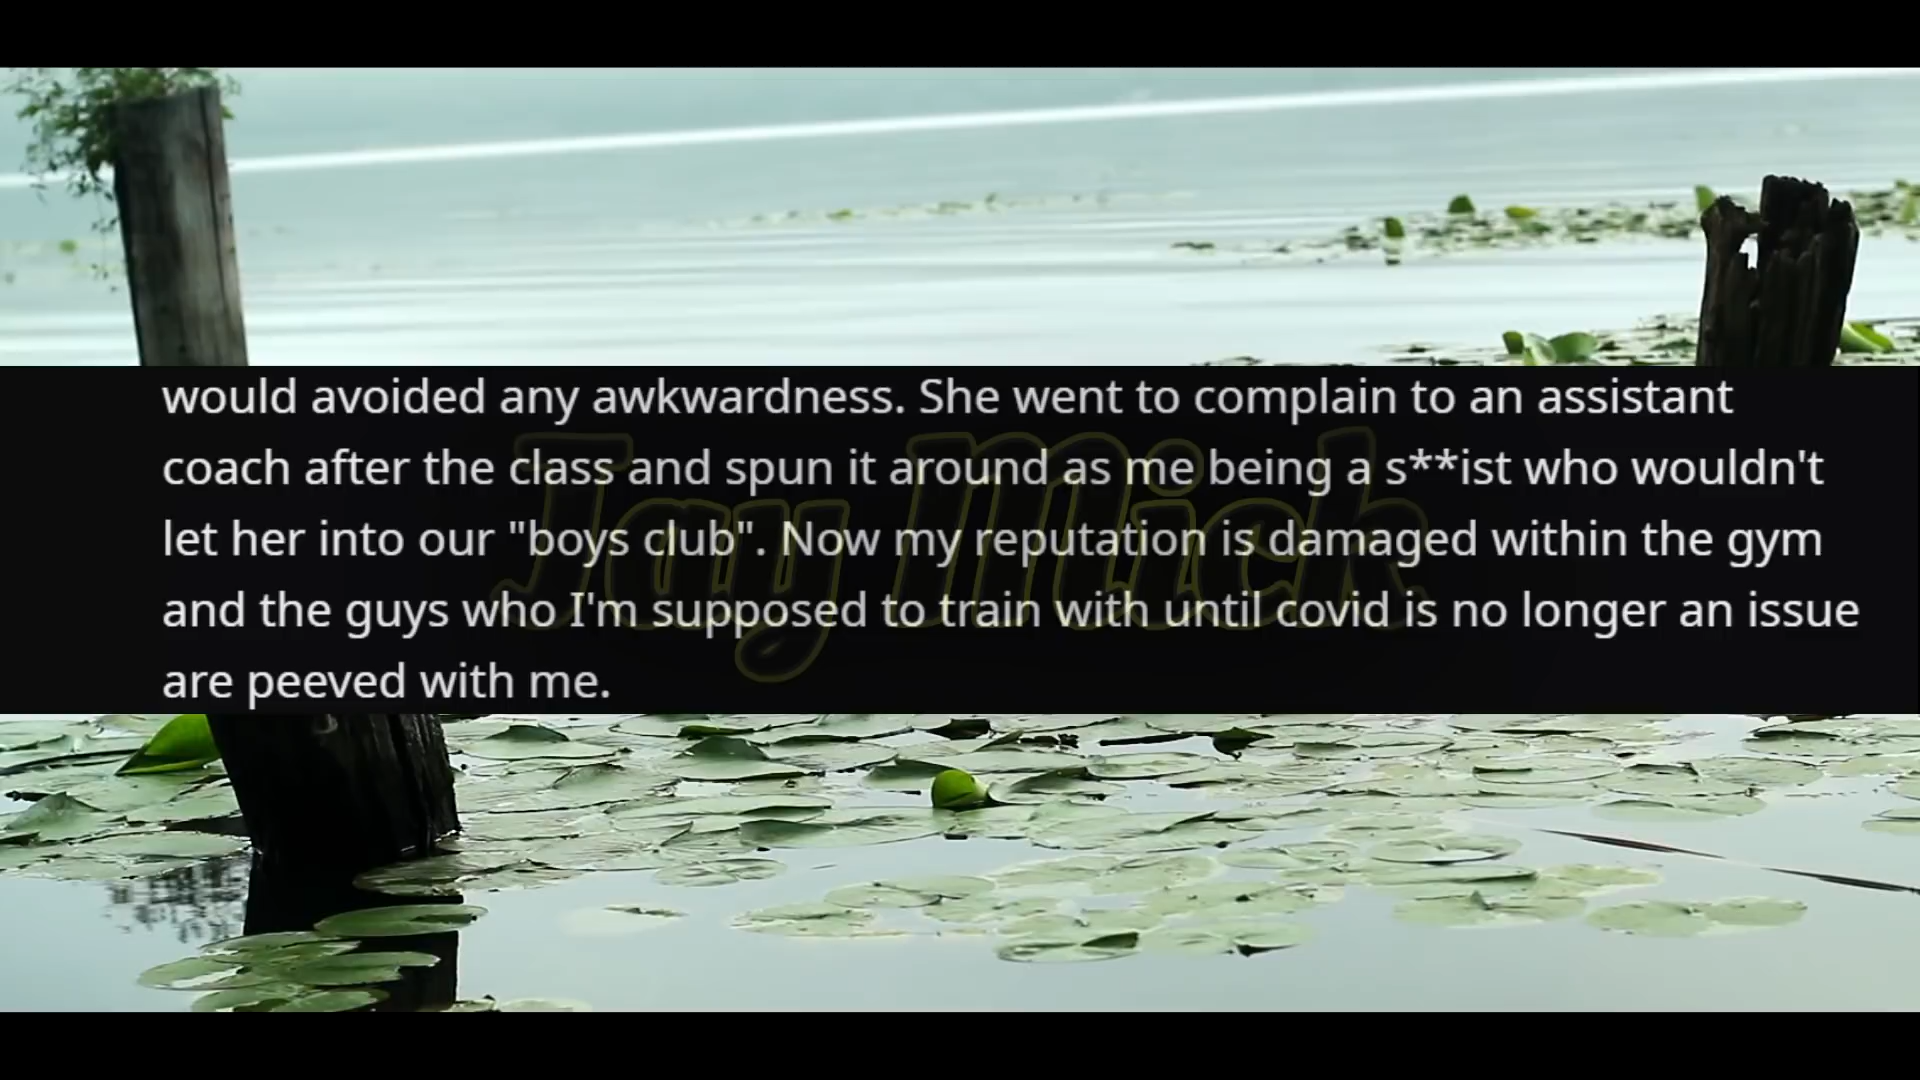 would avoided any awkwardness. She went to complain to an assistant
coach after the class and spun it around as me being a s**ist who wouldn't
let her into our "boys club". Now my reputation is damaged within the gym
and the guys who I'm supposed to train with until covid is no longer an issue
are peeved with me.
Jay Mick